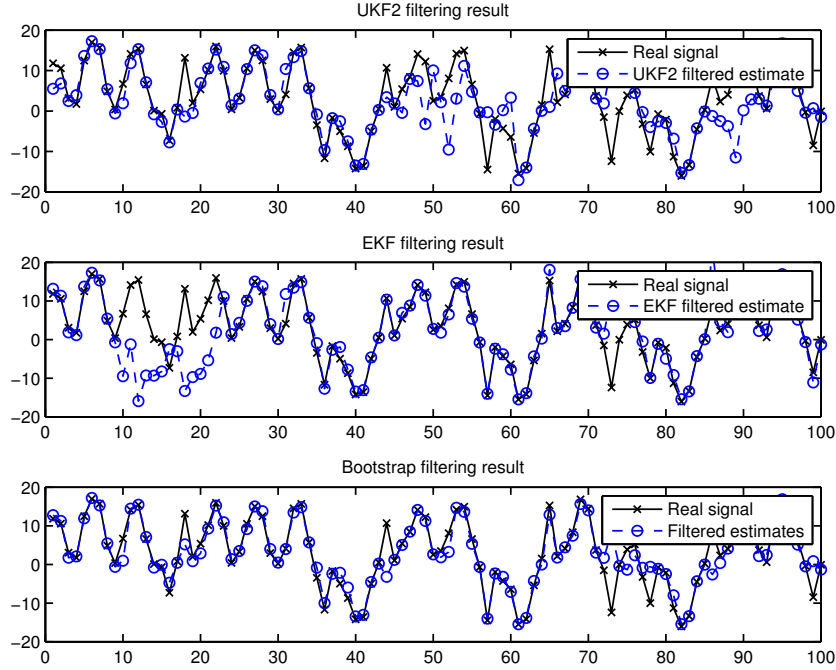 UKF2 filtering result
20
10
0
−10
−20
Real signal
UKF2 filtered estimate
0 10 20 30 40 50 60 70 80 90 100
EKF filtering result
20
10
0
−10
−20
Real signal
EKF filtered estimate
0 10 20 30 40 50 60 70 80 90 100
Bootstrap filtering result
20
10
0
−10
−20
Real signal
Filtered estimates
0 10 20 30 40 50 60 70 80 90 100